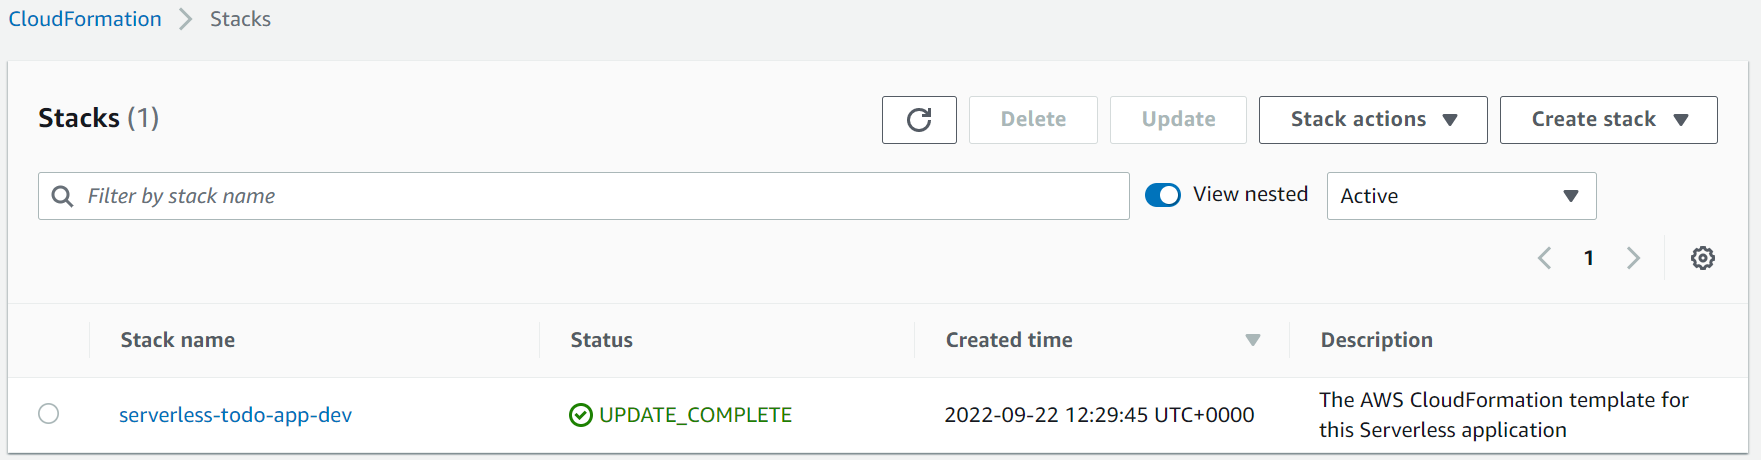 CloudFormation Stacks
Stacks (1)
Delete Update Stack actions Create stack
Filter by stack name View nested Active
1
Stack name Status Created time Description
serverless-todo-app-dev UPDATE_COMPLETE 2022-09-22 12:29:45 UTC+0000 The AWS CloudFormation template for
this Serverless application